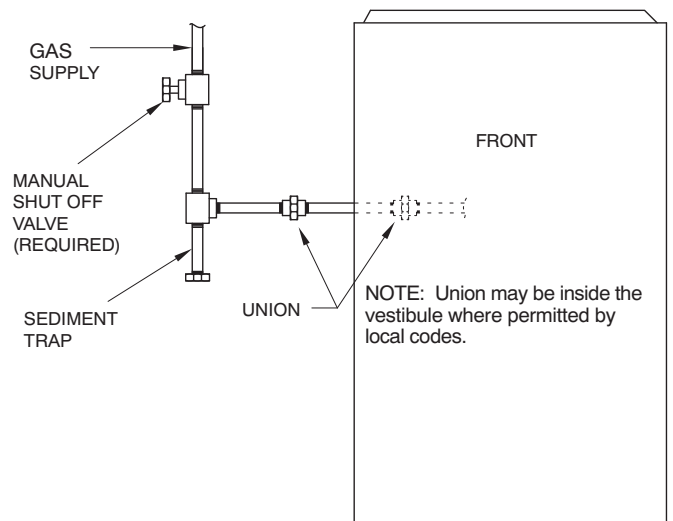 GAS
SUPPLY
FRONT
MANUAL
SHUT OFF
VALVE
(REQUIRED)
SEDIMENT
TRAP
UNION
NOTE: Union may be inside the
vestibule where permitted by
local codes.